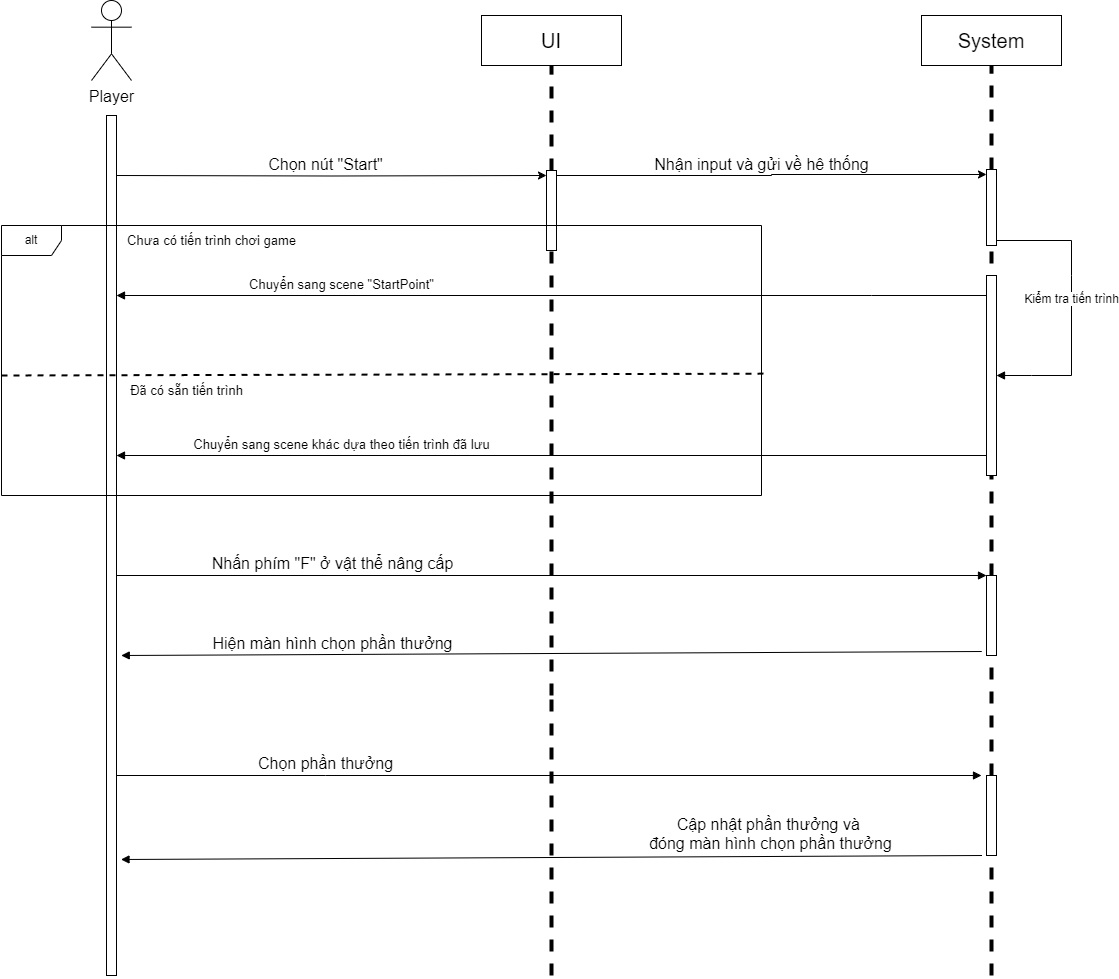 UI
System
Player
Chọn nút "Start"
Nhận input và gửi về hê thống
alt
Chưa có tiến trình chơi game
Chuyển sang scene "StartPoint"
Kiểm tra tiến trình
Đã có sẵn tiến trình
Chuyển sang scene khác dựa theo tiến trình đã lưu
Nhấn phím "F" ở vật thể nâng cấp
Hiện màn hình chọn phần thưởng
Chọn phần thưởng
Cập nhật phần thưởng và
đóng màn hình chọn phần thưởng